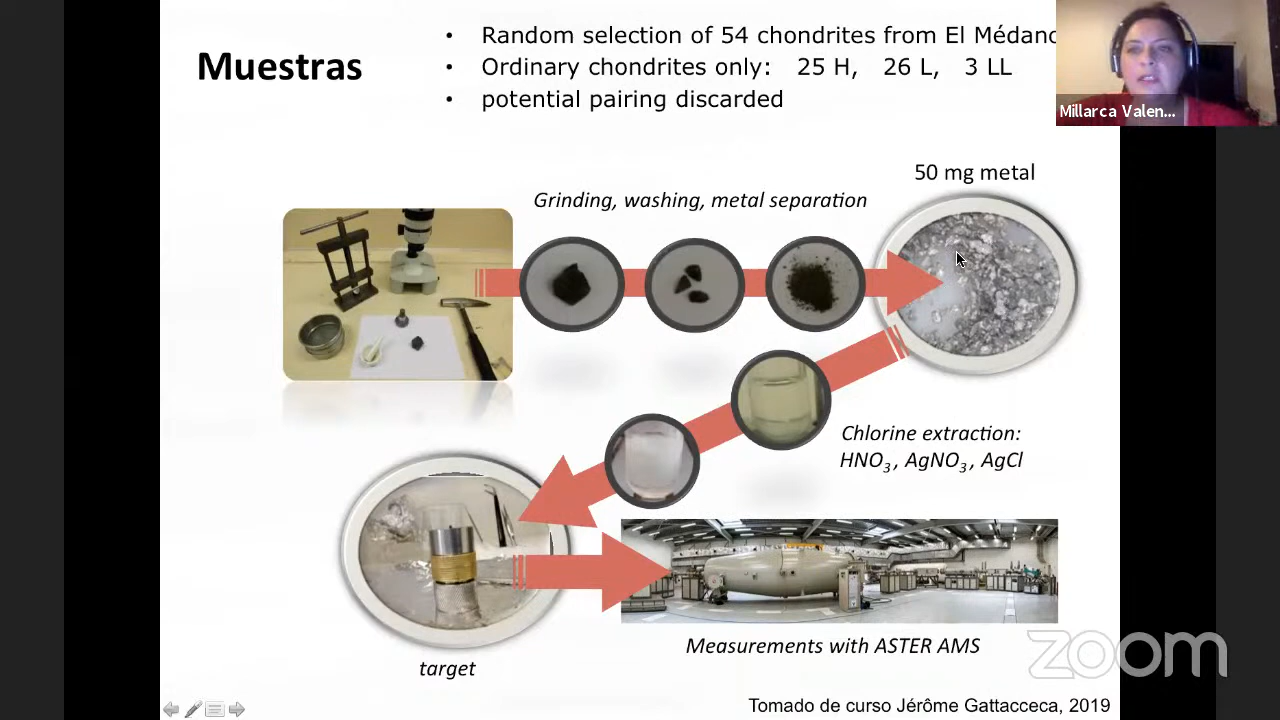 Muestras
• Random selection of 54 chondrites from El Médano
• Ordinary chondrites only: 25 H, 26 L, 3 LL
• potential pairing discarded
Millarca Valen...
50 mg metal
Grinding, washing, metal separation
Chlorine extraction:
HNO₃, AgNO₃, AgCl
Measurements with ASTER AMS
target
zoom
Tomado de curso Jérôme Gattacceca, 2019